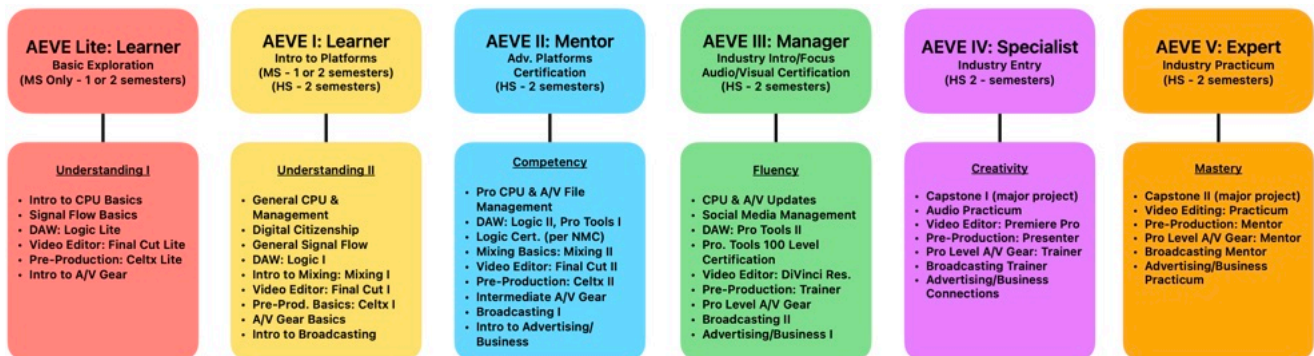 AEVE Lite: Learner
Basic Exploration
(MS Only - 1 or 2 semesters)
AEVE I: Learner
Intro to Platforms
(MS - 1 or 2 semesters)
(HS - 2 semesters)
AEVE II: Mentor
Adv. Platforms
Certification
(HS - 2 semesters)
AEVE III: Manager
Industry Intro/Focus
Audio/Visual Certification
(HS - 2 semesters)
AEVE IV: Specialist
Industry Entry
(HS 2 - semesters)
AEVE V: Expert
Industry Practicum
(HS - 2 semesters)
Understanding I
• Intro to CPU Basics
• Signal Flow Basics
• DAW: Logic Lite
• Video Editor: Final Cut Lite
• Pre-Production: Celtx Lite
• Intro to A/V Gear
Understanding II
• General CPU &
Management
• Digital Citizenship
• General Signal Flow
• DAW: Logic I
• Intro to Mixing: Mixing I
• Video Editor: Final Cut I
• Pre-Prod. Basics: Celtx I
• A/V Gear Basics
• Intro to Broadcasting
Competency
• Pro CPU & A/V File
Management
• DAW: Logic II, Pro Tools I
• Logic Cert. (per NMC)
• Mixing Basics: Mixing II
• Video Editor: Final Cut II
• Pre-Production: Celtx II
• Intermediate A/V Gear
• Broadcasting I
• Intro to Advertising/
Business
Fluency
• CPU & A/V Updates
• Social Media Management
• DAW: Pro Tools II
• Pro. Tools 100 Level
Certification
• Video Editor: DiVinci Res.
• Pre-Production: Trainer
• Pro Level A/V Gear
• Broadcasting II
• Advertising/Business I
Creativity
• Capstone I (major project)
• Audio Practicum
• Video Editor: Premiere Pro
• Pre-Production: Presenter
• Pro Level A/V Gear: Trainer
• Broadcasting Trainer
• Advertising/Business
Connections
Mastery
• Capstone II (major project)
• Video Editing: Practicum
• Pre-Production: Mentor
• Pro Level A/V Gear: Mentor
• Broadcasting Mentor
• Advertising/Business
Practicum